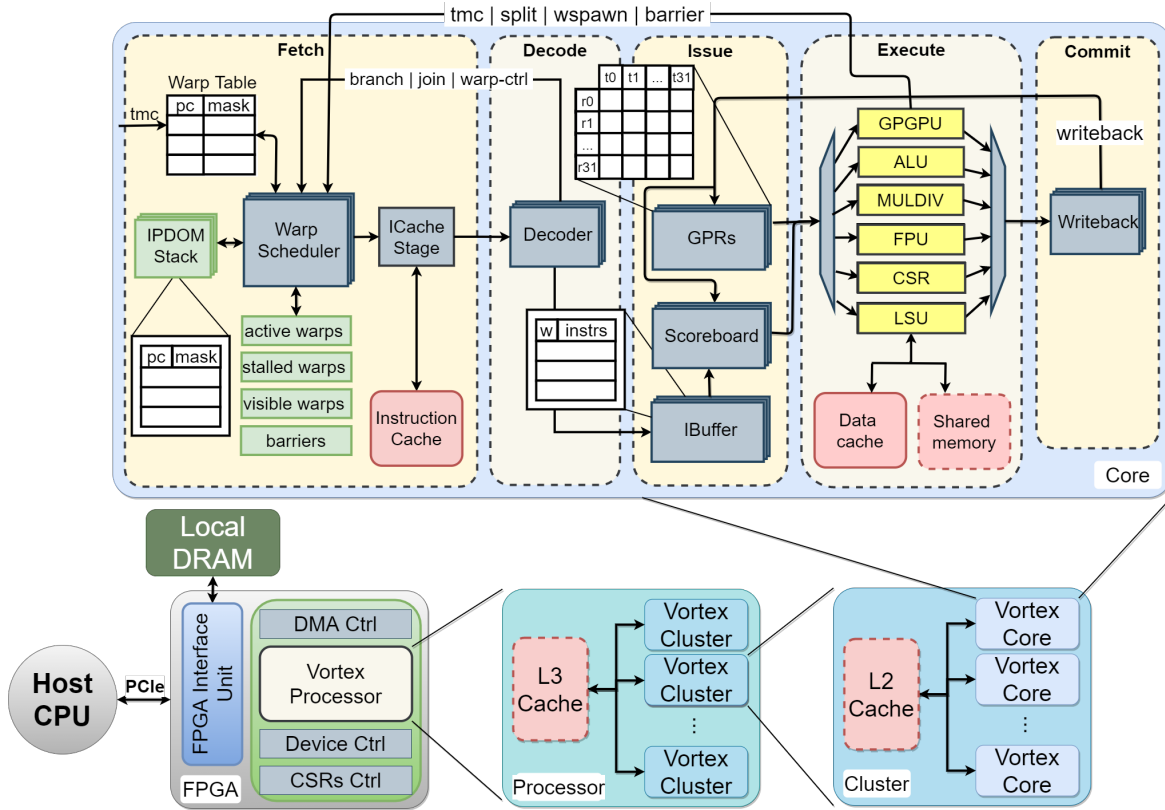 tmc | split | wspawn | barrier
Fetch
Decode
Issue
Execute
Commit
Warp Table
pc mask
tmc
branch | join | warp-ctrl
t0 t1 ... t31
r0
r1
...
r31
IPDOM
Stack
Warp
Scheduler
ICache
Stage
Decoder
GPRs
GPGPU
ALU
MULDIV
FPU
CSR
LSU
writeback
Writeback
pc mask
active warps
stalled warps
visible warps
barriers
Instruction
Cache
w instrs
Scoreboard
IBuffer
Data
cache
Shared
memory
Core
Local
DRAM
Host
CPU
PCIe
FPGA Interface
Unit
DMA Ctrl
Vortex
Processor
Device Ctrl
CSRs Ctrl
FPGA
L3
Cache
Vortex
Cluster
Vortex
Cluster
...
Vortex
Cluster
Processor
L2
Cache
Vortex
Core
Vortex
Core
...
Vortex
Core
Cluster